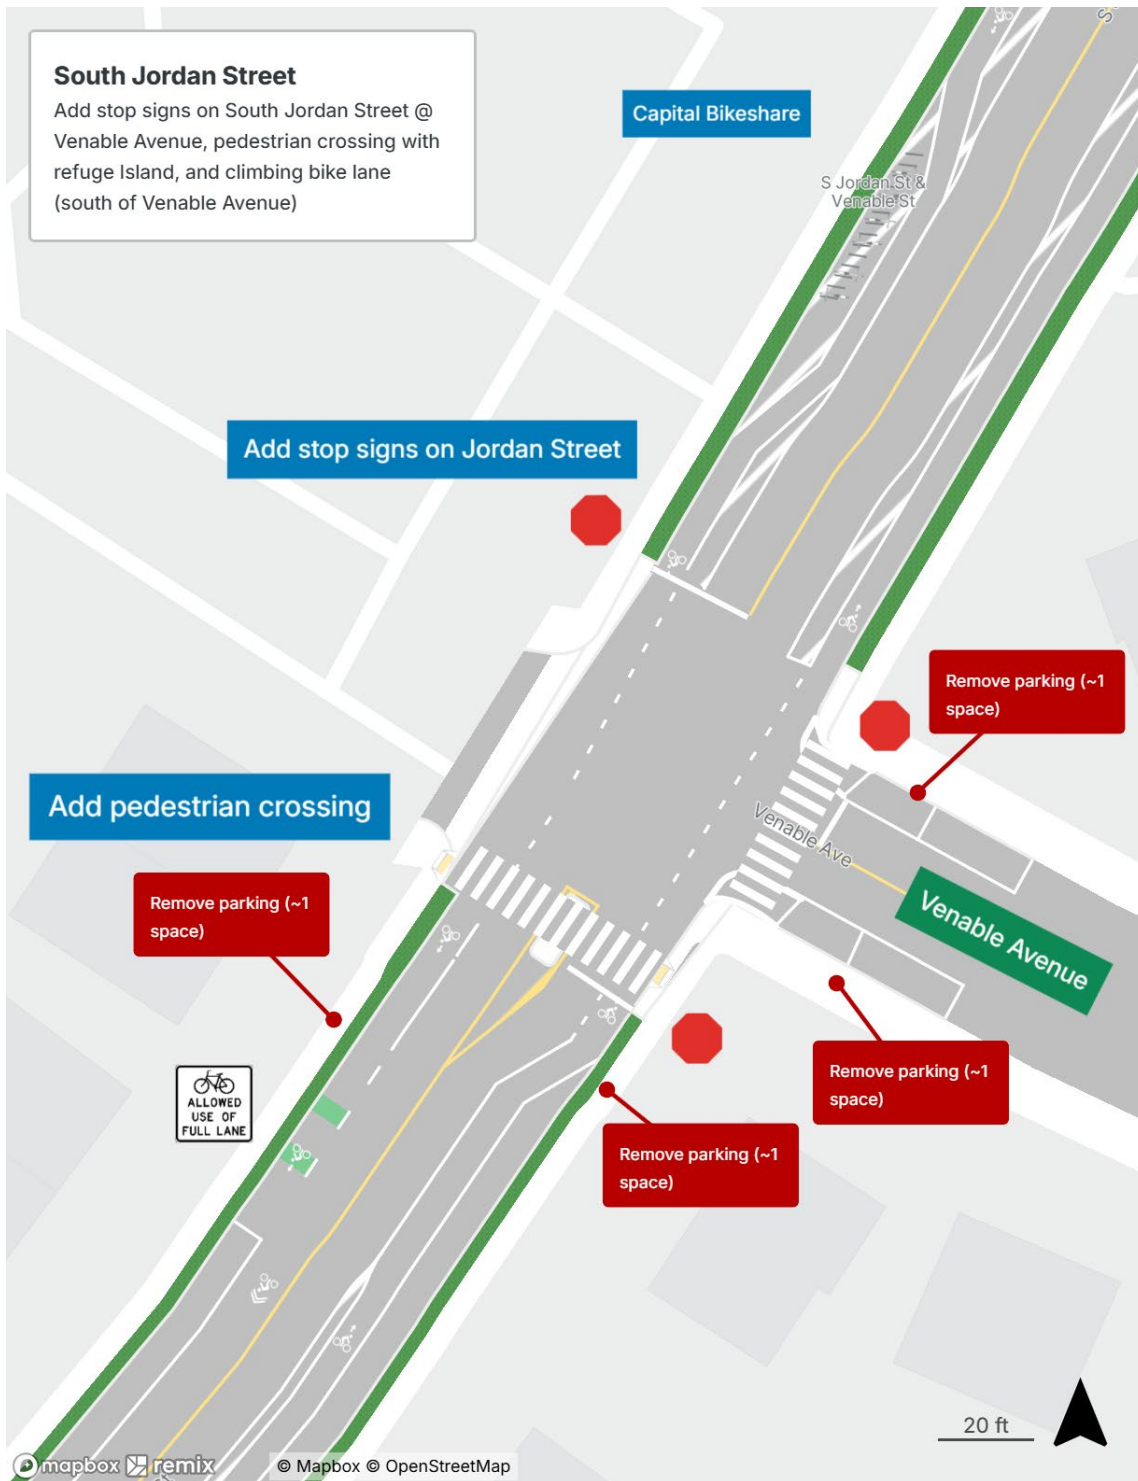 South Jordan Street
Add stop signs on South Jordan Street @
Venable Avenue, pedestrian crossing with
refuge Island, and climbing bike lane
(south of Venable Avenue)
Capital Bikeshare
S Jordan St &
Venable St
Add stop signs on Jordan Street
Remove parking (~1
space)
Add pedestrian crossing
Venable Ave
Remove parking (~1
space)
Venable Avenue
Remove parking (~1
space)
ALLOWED
USE OF
FULL LANE
Remove parking (~1
space)
20 ft
mapbox remix
© Mapbox © OpenStreetMap